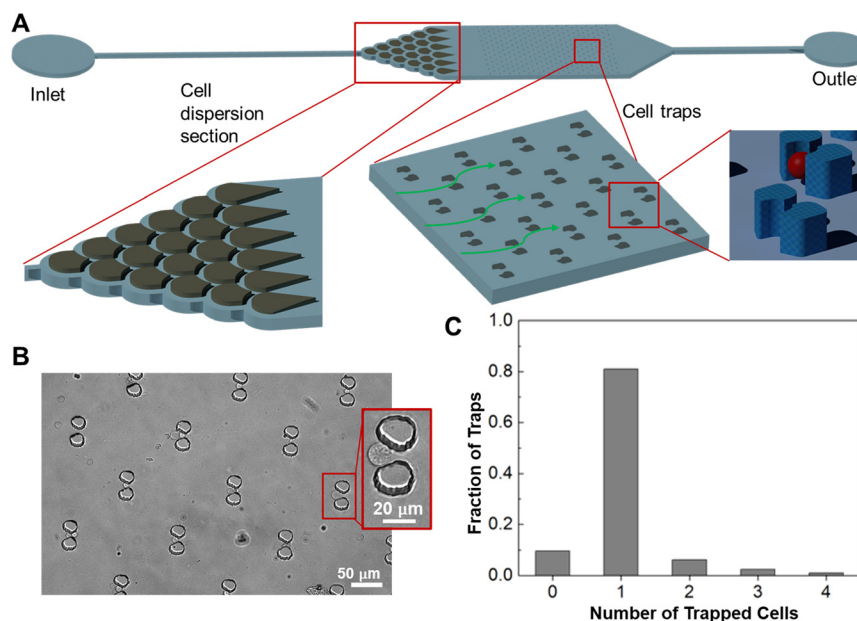 A
Inlet
Cell
dispersion
section
Cell traps
Outlet
B
20 μm
50 μm
C
Fraction of Traps
1.0
0.8
0.6
0.4
0.2
0.0
0 1 2 3 4
Number of Trapped Cells